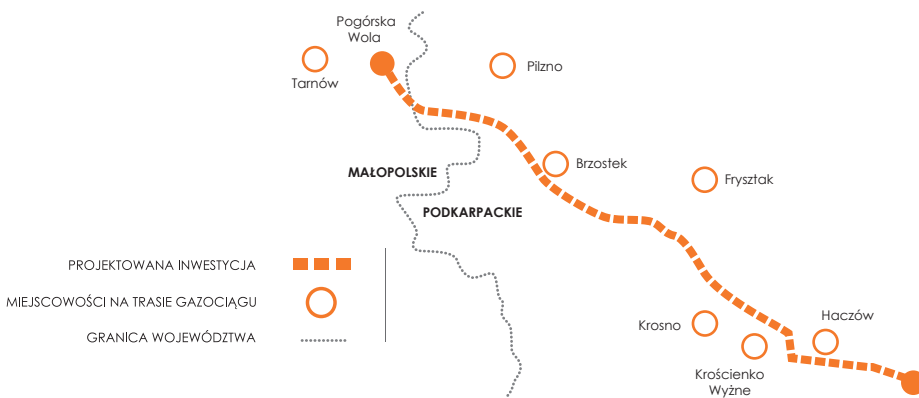 Pogórska
Wola
Tarnów
Pilzno
Brzostek
MAŁOPOLSKIE
Frysztak
PODKARPACKIE
PROJEKTOWANA INWESTYCJA
MIEJSCOWOŚCI NA TRASIE GAZOCIĄGU
GRANICA WOJEWÓDZTWA
Krosno
Haczów
Krościenko
Wyżne